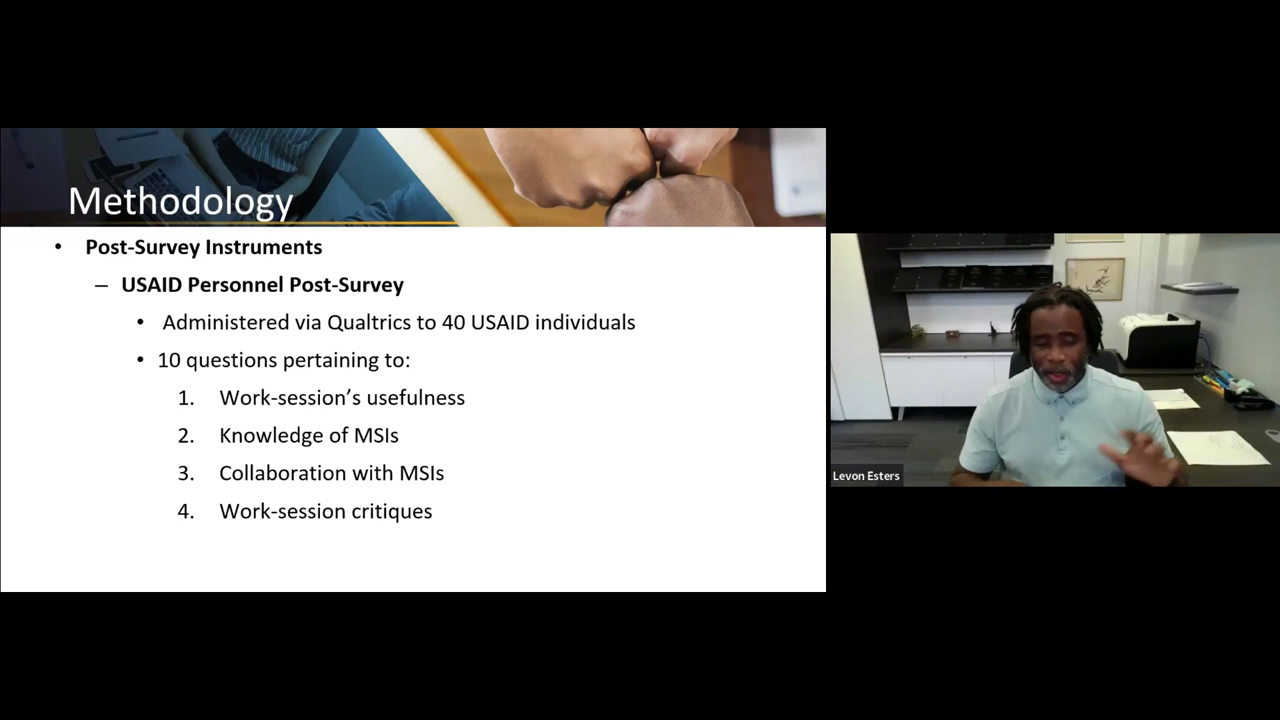 Methodology
• Post-Survey Instruments
– USAID Personnel Post-Survey
• Administered via Qualtrics to 40 USAID individuals
• 10 questions pertaining to:
1. Work-session’s usefulness
2. Knowledge of MSIs
3. Collaboration with MSIs
4. Work-session critiques
Levon Esters